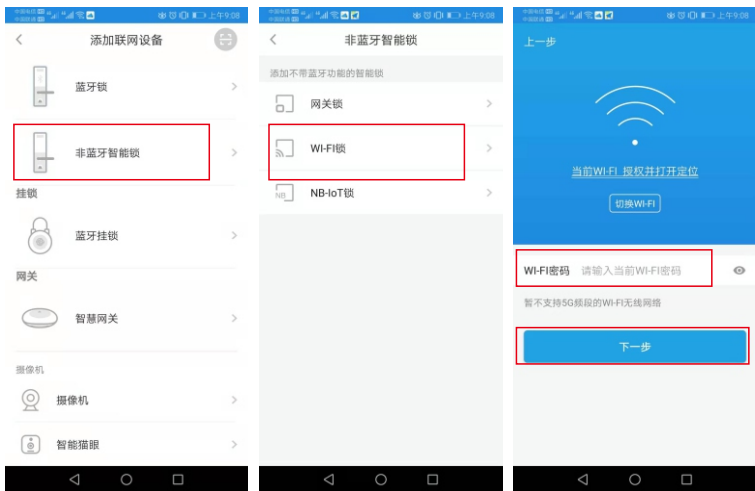 上午9:08
添加联网设备
蓝牙锁
非蓝牙智能锁
挂锁
蓝牙挂锁
网关
智慧网关
摄像机
摄像机
智能猫眼
上午9:08
非蓝牙智能锁
添加不带蓝牙功能的智能锁
网关锁
WI-FI锁
NB NB-IoT锁
上午9:08
上一步
当前WI-FI 授权并打开定位
切换WI-FI
WI-FI密码 请输入当前WI-FI密码
暂不支持5G频段的WI-FI无线网络
下一步